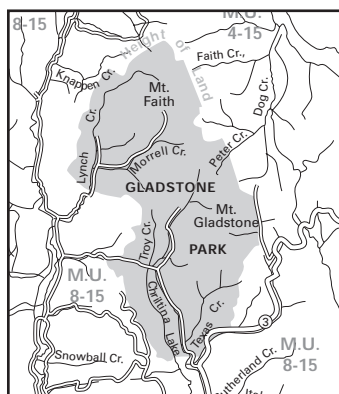 8-15
M.U.
4-15
Height of Land
Faith Cr.,
Knappen Cr.
Mt.
Faith
Dog Cr.
Lynch Cr.
Morrell Cr.
Peter Cr.
GLADSTONE
Mt.
Gladstone
Troy Cr.
PARK
M.U.
8-15
Chriltina Lake
Texas Cr.
3
Snowball Cr.
M.U.
8-15
utherland Cr.